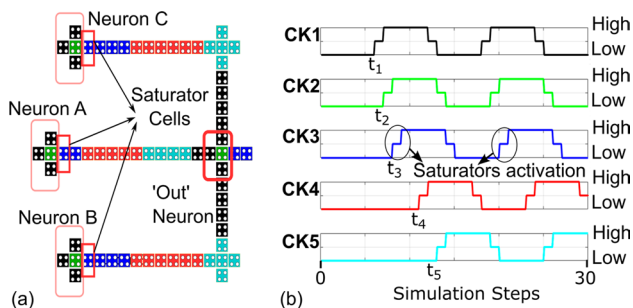 (a)
Neuron C
Neuron A
Saturator
Cells
'Out'
Neuron
Neuron B
(b)
CK1
High
Low
t1
CK2
High
Low
t2
CK3
High
Low
t3
Saturators activation
CK4
High
Low
t4
CK5
High
Low
t5
0
30
Simulation Steps